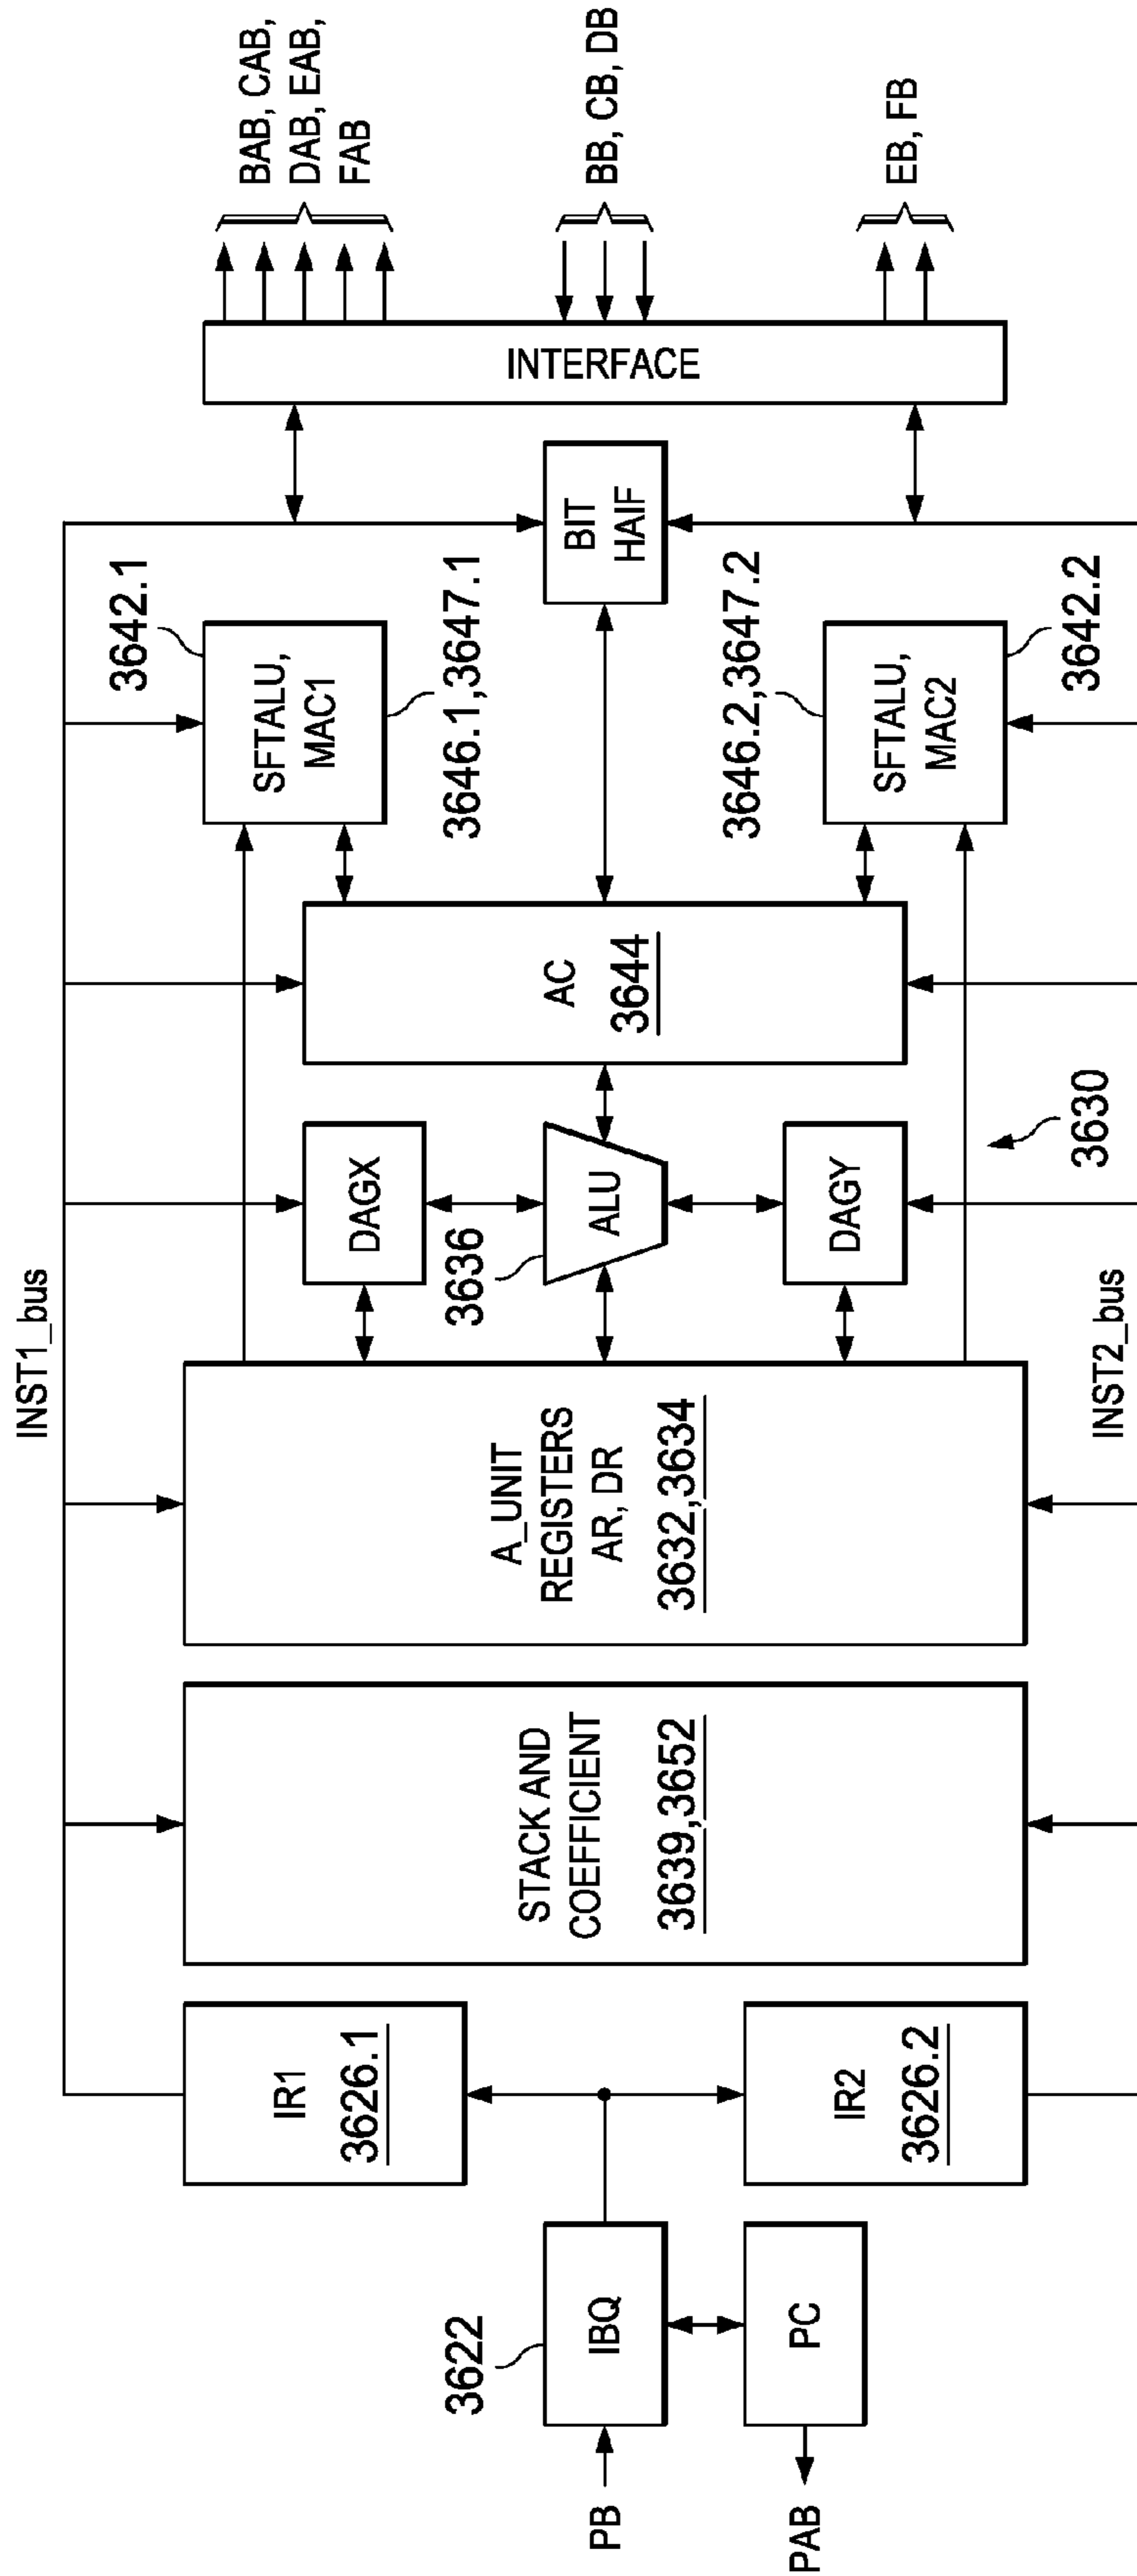 INST1_bus
PB
PAB
3622
IBQ
PC
IR1
3626.1
IR2
3626.2
STACK AND
COEFFICIENT
3639,3652
A_UNIT
REGISTERS
AR, DR
3632,3634
DAGX
3636
ALU
DAGY
3630
AC
3644
3642.1
SFTALU,
MAC1
3646.1,3647.1
3646.2,3647.2
SFTALU,
MAC2
3642.2
BIT
HAIF
INTERFACE
BAB, CAB,
DAB, EAB,
FAB
BB, CB, DB
EB, FB
INST2_bus